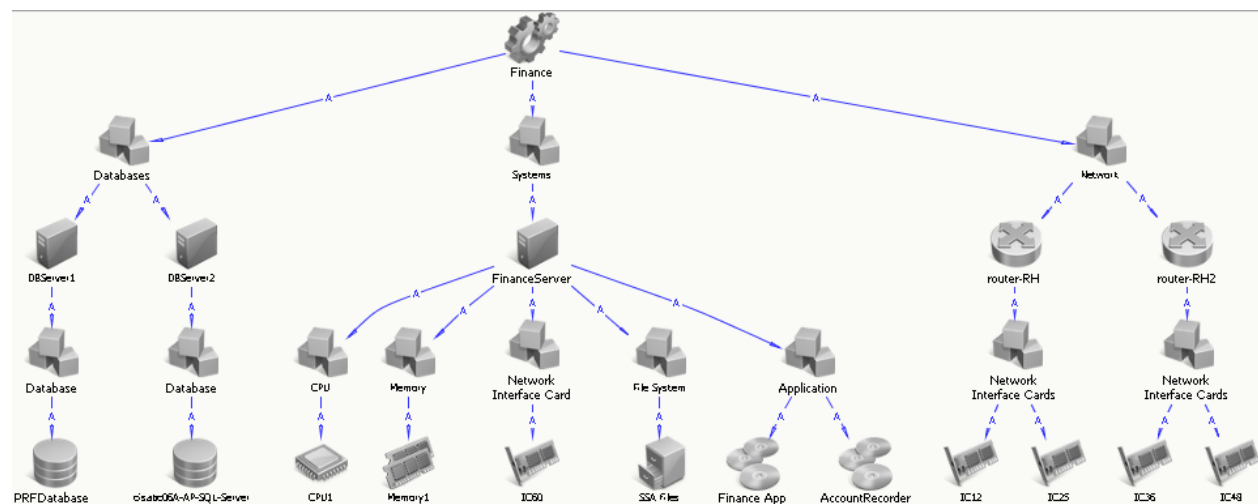 Finance
A
A
A
Databases
Systems
Network
A
A
A
A
A
DBServer1
DBServer2
FinanceServer
router-RH
router-RH2
A
A
A
A
A
A
A
A
A
Database
Database
CPU
Memory
Network
Interface Card
File System
Application
Network
Interface Cards
Network
Interface Cards
A
A
A
A
A
A
A
A
A
A
A
A
PRFDatabase
CPU1
Memory1
IC60
SSA Files
Finance App
AccountRecorder
IC12
IC25
IC36
IC48